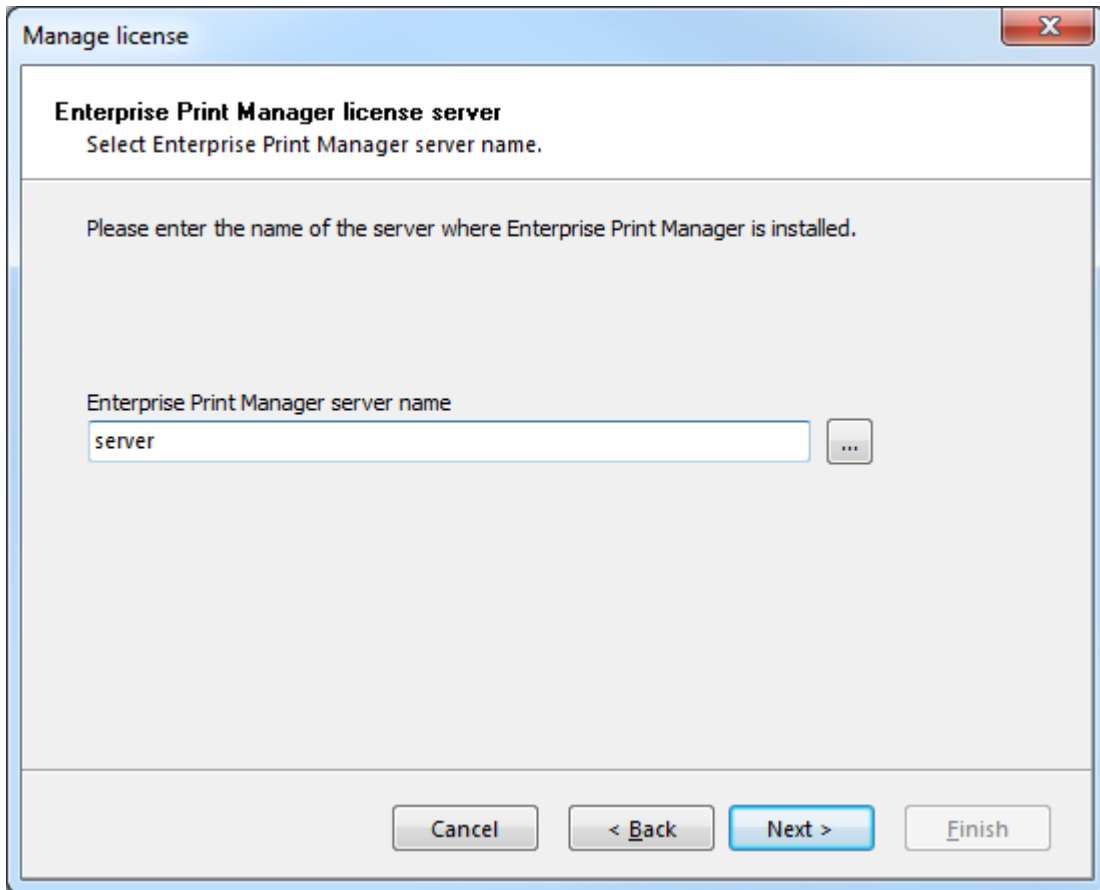 Manage license
X
Enterprise Print Manager license server
Select Enterprise Print Manager server name.
Please enter the name of the server where Enterprise Print Manager is installed.
Enterprise Print Manager server name
server
...
Cancel
< Back
Next >
Finish